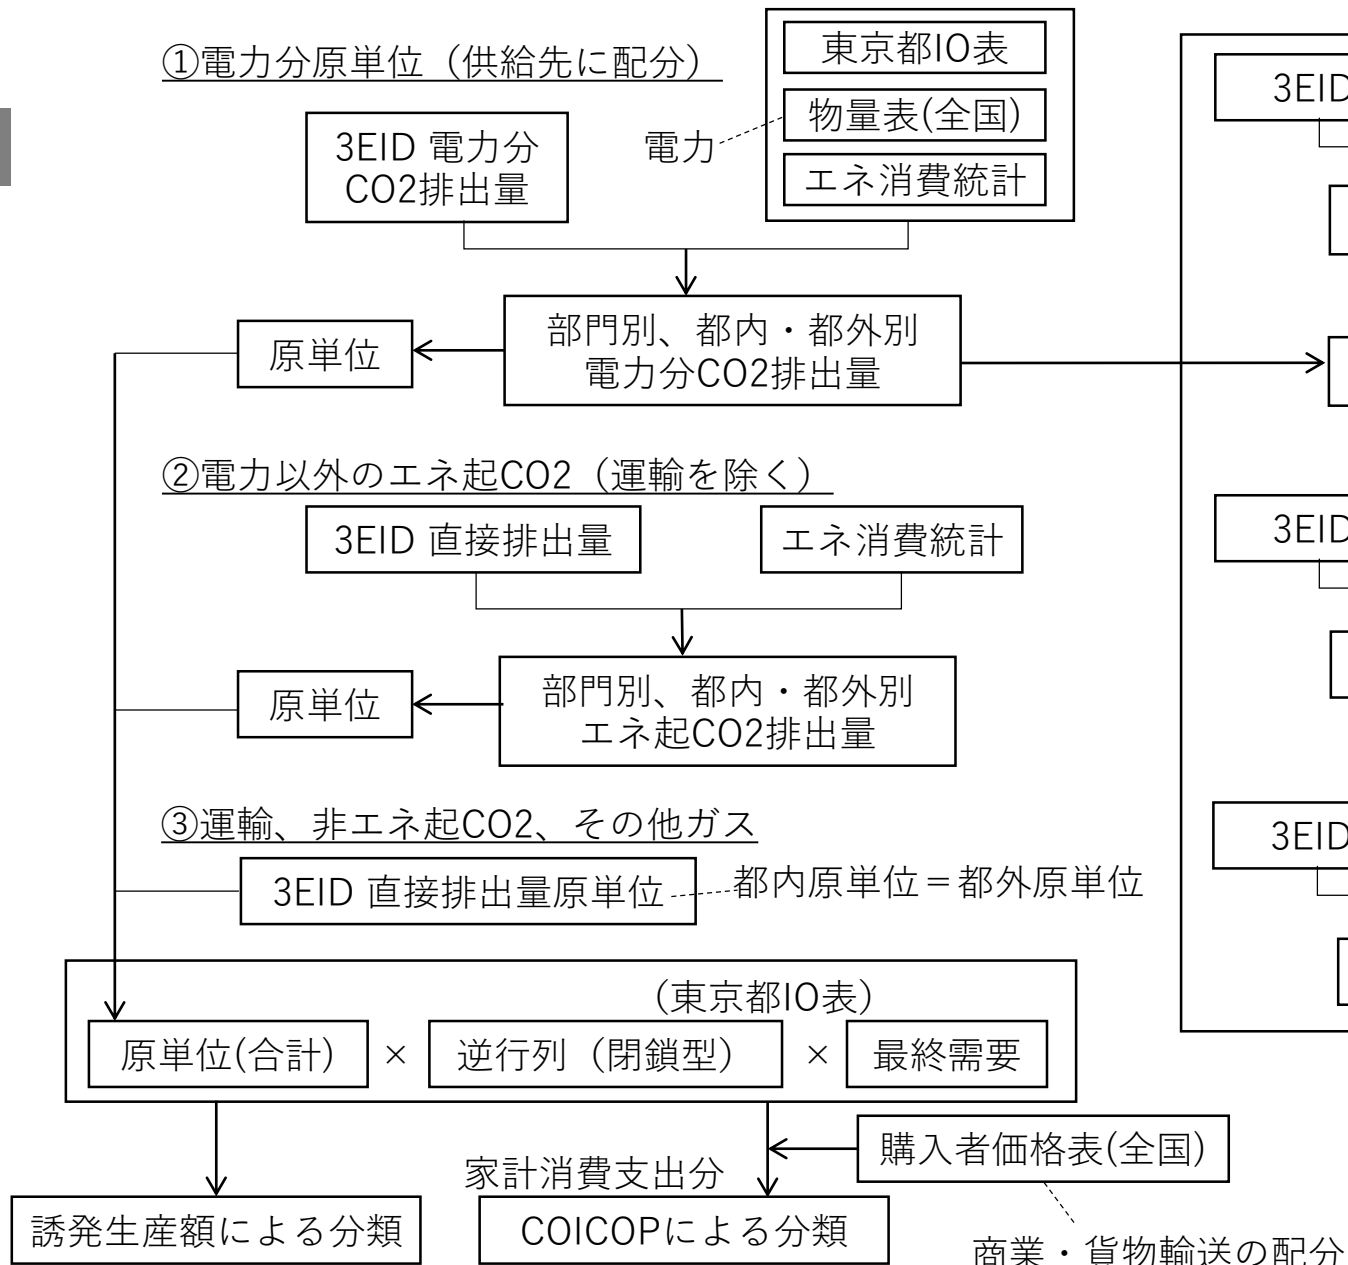 ①電力分原単位（供給先に配分）
東京都IO表
物量表(全国)
エネ消費統計
電力
3EID 電力分
CO2排出量
3EID
部門別、都内・都外別
電力分CO2排出量
原単位
②電力以外のエネ起CO2（運輸を除く）
3EID 直接排出量
エネ消費統計
3EID
部門別、都内・都外別
エネ起CO2排出量
原単位
③運輸、非エネ起CO2、その他ガス
3EID 直接排出量原単位
都内原単位＝都外原単位
3EID
（東京都IO表）
原単位(合計) × 逆行列（閉鎖型） × 最終需要
購入者価格表(全国)
家計消費支出分
誘発生産額による分類
COICOPによる分類
商業・貨物輸送の配分